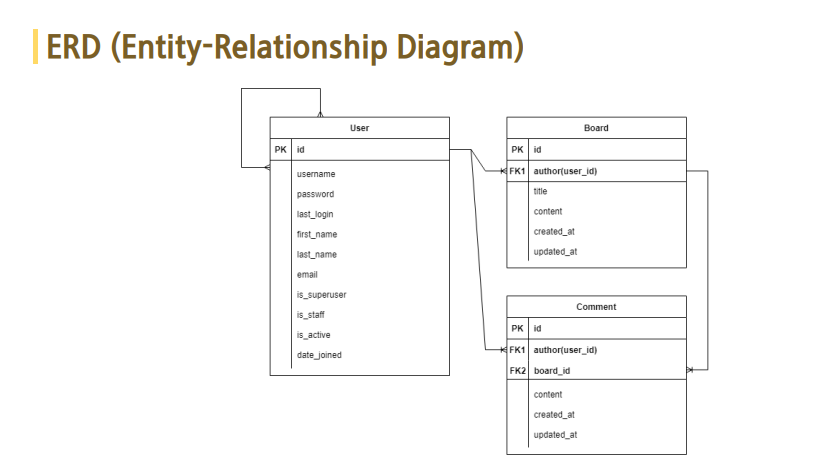 ERD (Entity-Relationship Diagram)
User
PK id
username
password
last_login
first_name
last_name
email
is_superuser
is_staff
is_active
date_joined
Board
PK id
FK1 author(user_id)
title
content
created_at
updated_at
Comment
PK id
FK1 author(user_id)
FK2 board_id
content
created_at
updated_at